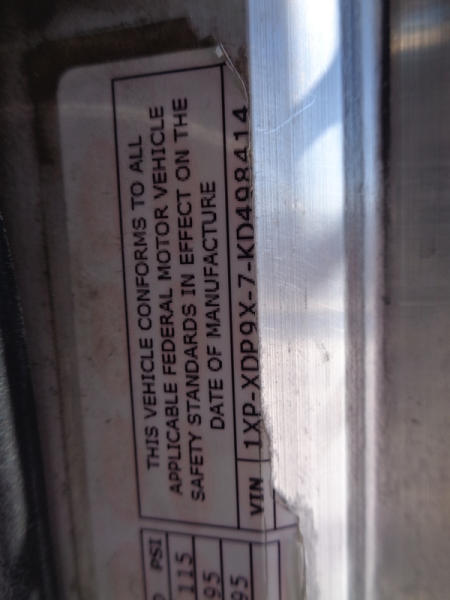 THIS VEHICLE CONFORMS TO ALL
APPLICABLE FEDERAL MOTOR VEHICLE
SAFETY STANDARDS IN EFFECT ON THE
DATE OF MANUFACTURE
VIN 1XP-XDP9X-7-KD498414
PSI
115
95
95